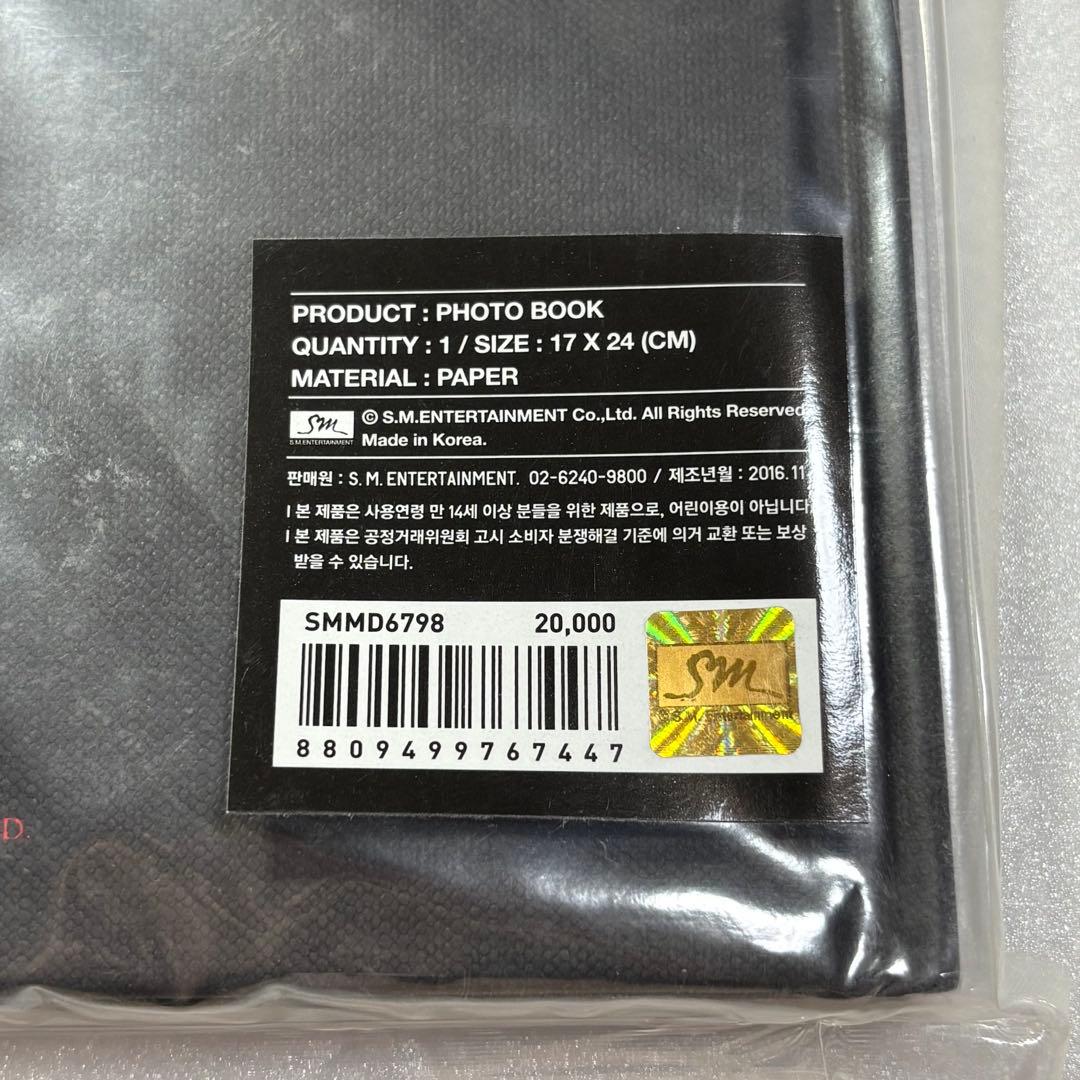 PRODUCT : PHOTO BOOK
QUANTITY : 1 / SIZE : 17 X 24 (CM)
MATERIAL : PAPER
SM
S.M.ENTERTAINMENT
© S.M.ENTERTAINMENT Co.,Ltd. All Rights Reserved
Made in Korea.
판매원 : S. M. ENTERTAINMENT. 02-6240-9800 / 제조년월 : 2016. 11
본 제품은 사용연령 만 14세 이상 분들을 위한 제품으로, 어린이용이 아닙니다
본 제품은 공정거래위원회 고시 소비자 분쟁해결 기준에 의거 교환 또는 보상
받을 수 있습니다.
SMMD6798 20,000
8809499767447
SM
© S.M. Entertainment
D.